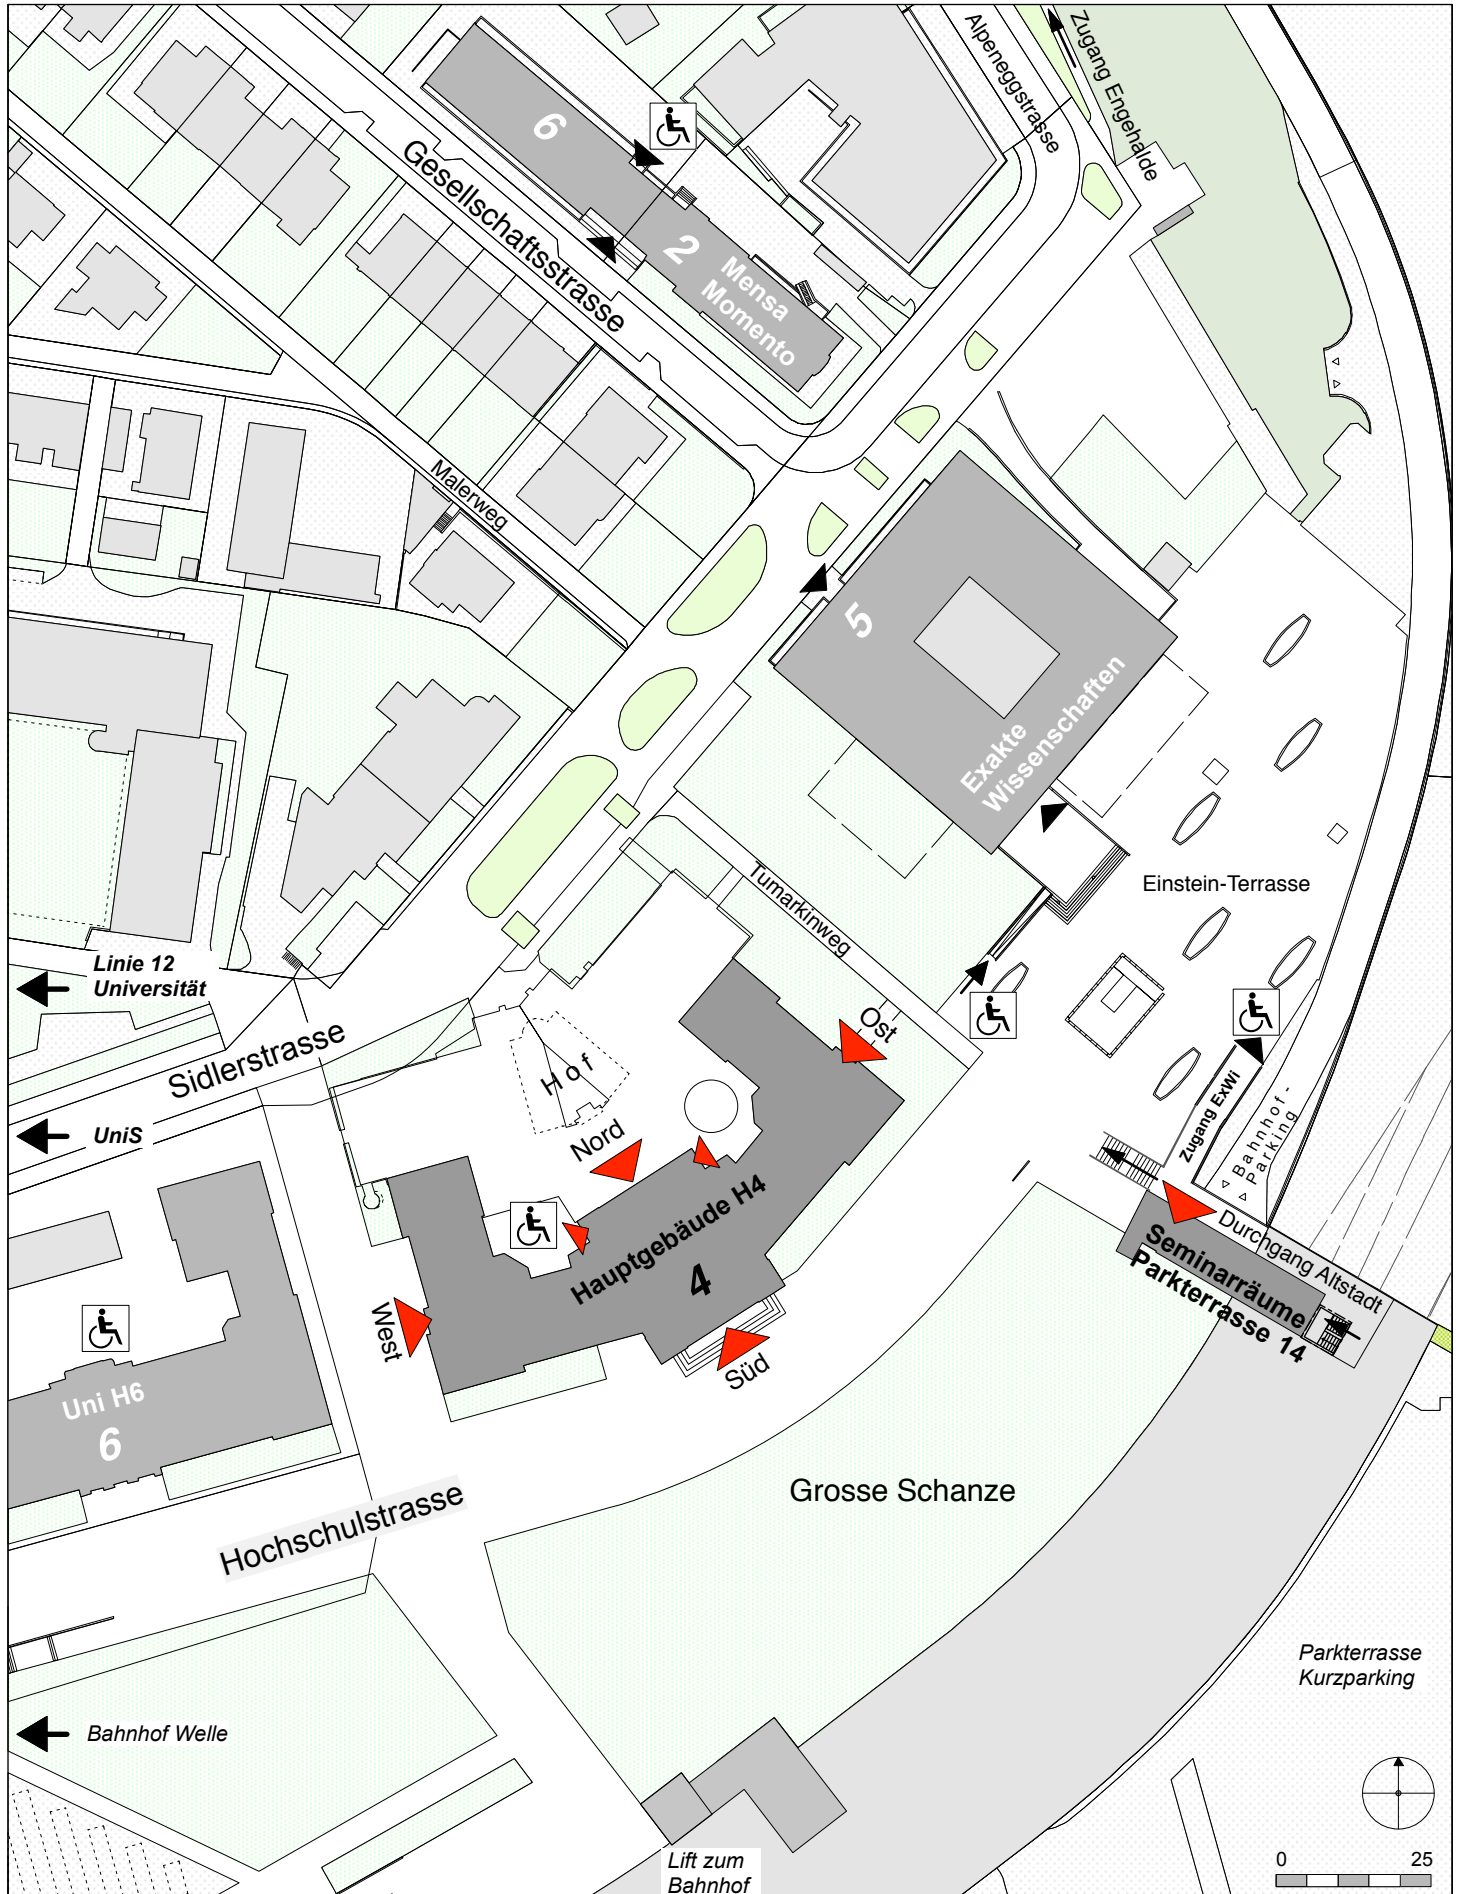 Zugang Engehalde
Alpeneggstrasse
6
Gesellschaftsstrasse
2
Mensa
Momento
Malerweg
5
Exakte
Wissenschaften
Tumarkinweg
Einstein-Terrasse
Linie 12
Universität
Sidlerstrasse
UniS
Hof
Nord
Ost
Hauptgebäude H4
4
West
Süd
Zugang ExWi
Bahnhof-
Parking
Durchgang Altstadt
Seminarräume
Parkterrasse 14
Uni H6
6
Hochschulstrasse
Grosse Schanze
Parkterrasse
Kurzparking
Bahnhof Welle
Lift zum
Bahnhof
0 25